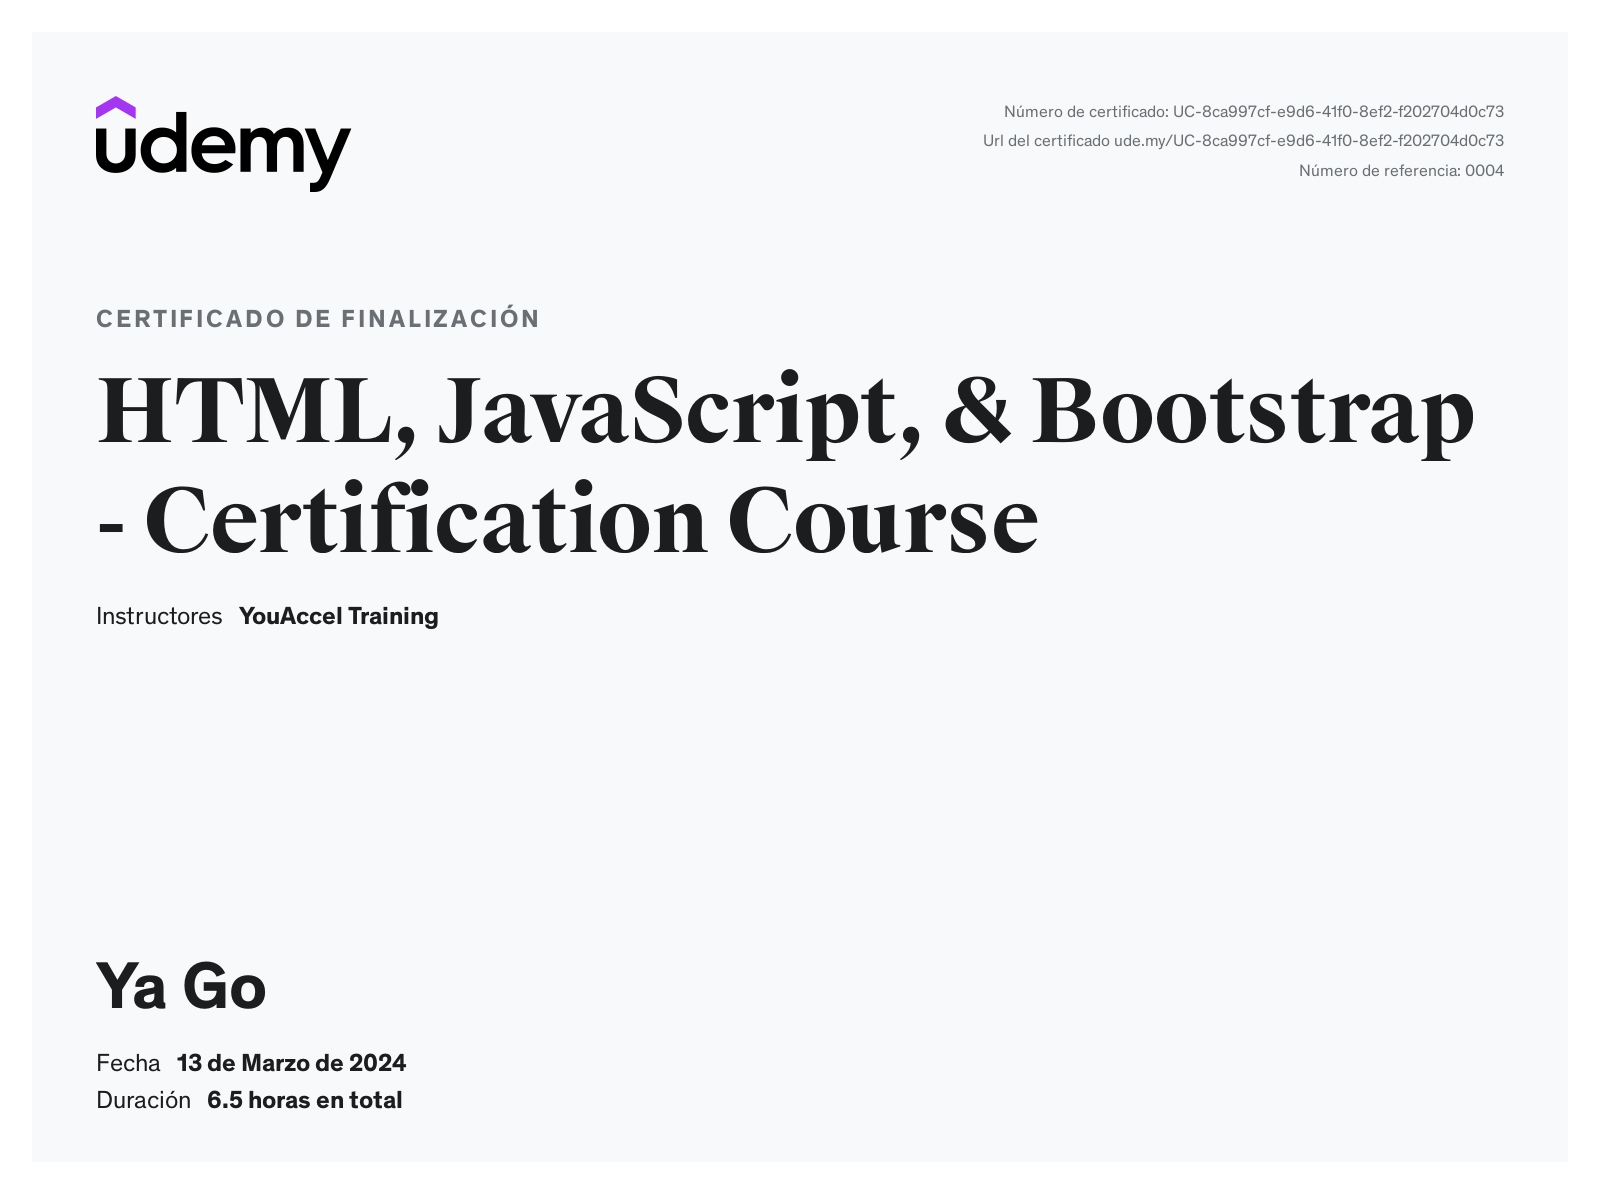 udemy
Número de certificado: UC-8ca997cf-e9d6-41f0-8ef2-f202704d0c73
Url del certificado ude.my/UC-8ca997cf-e9d6-41f0-8ef2-f202704d0c73
Número de referencia: 0004
CERTIFICADO DE FINALIZACIÓN
HTML, JavaScript, & Bootstrap
- Certification Course
Instructores YouAccel Training
Ya Go
Fecha 13 de Marzo de 2024
Duración 6.5 horas en total